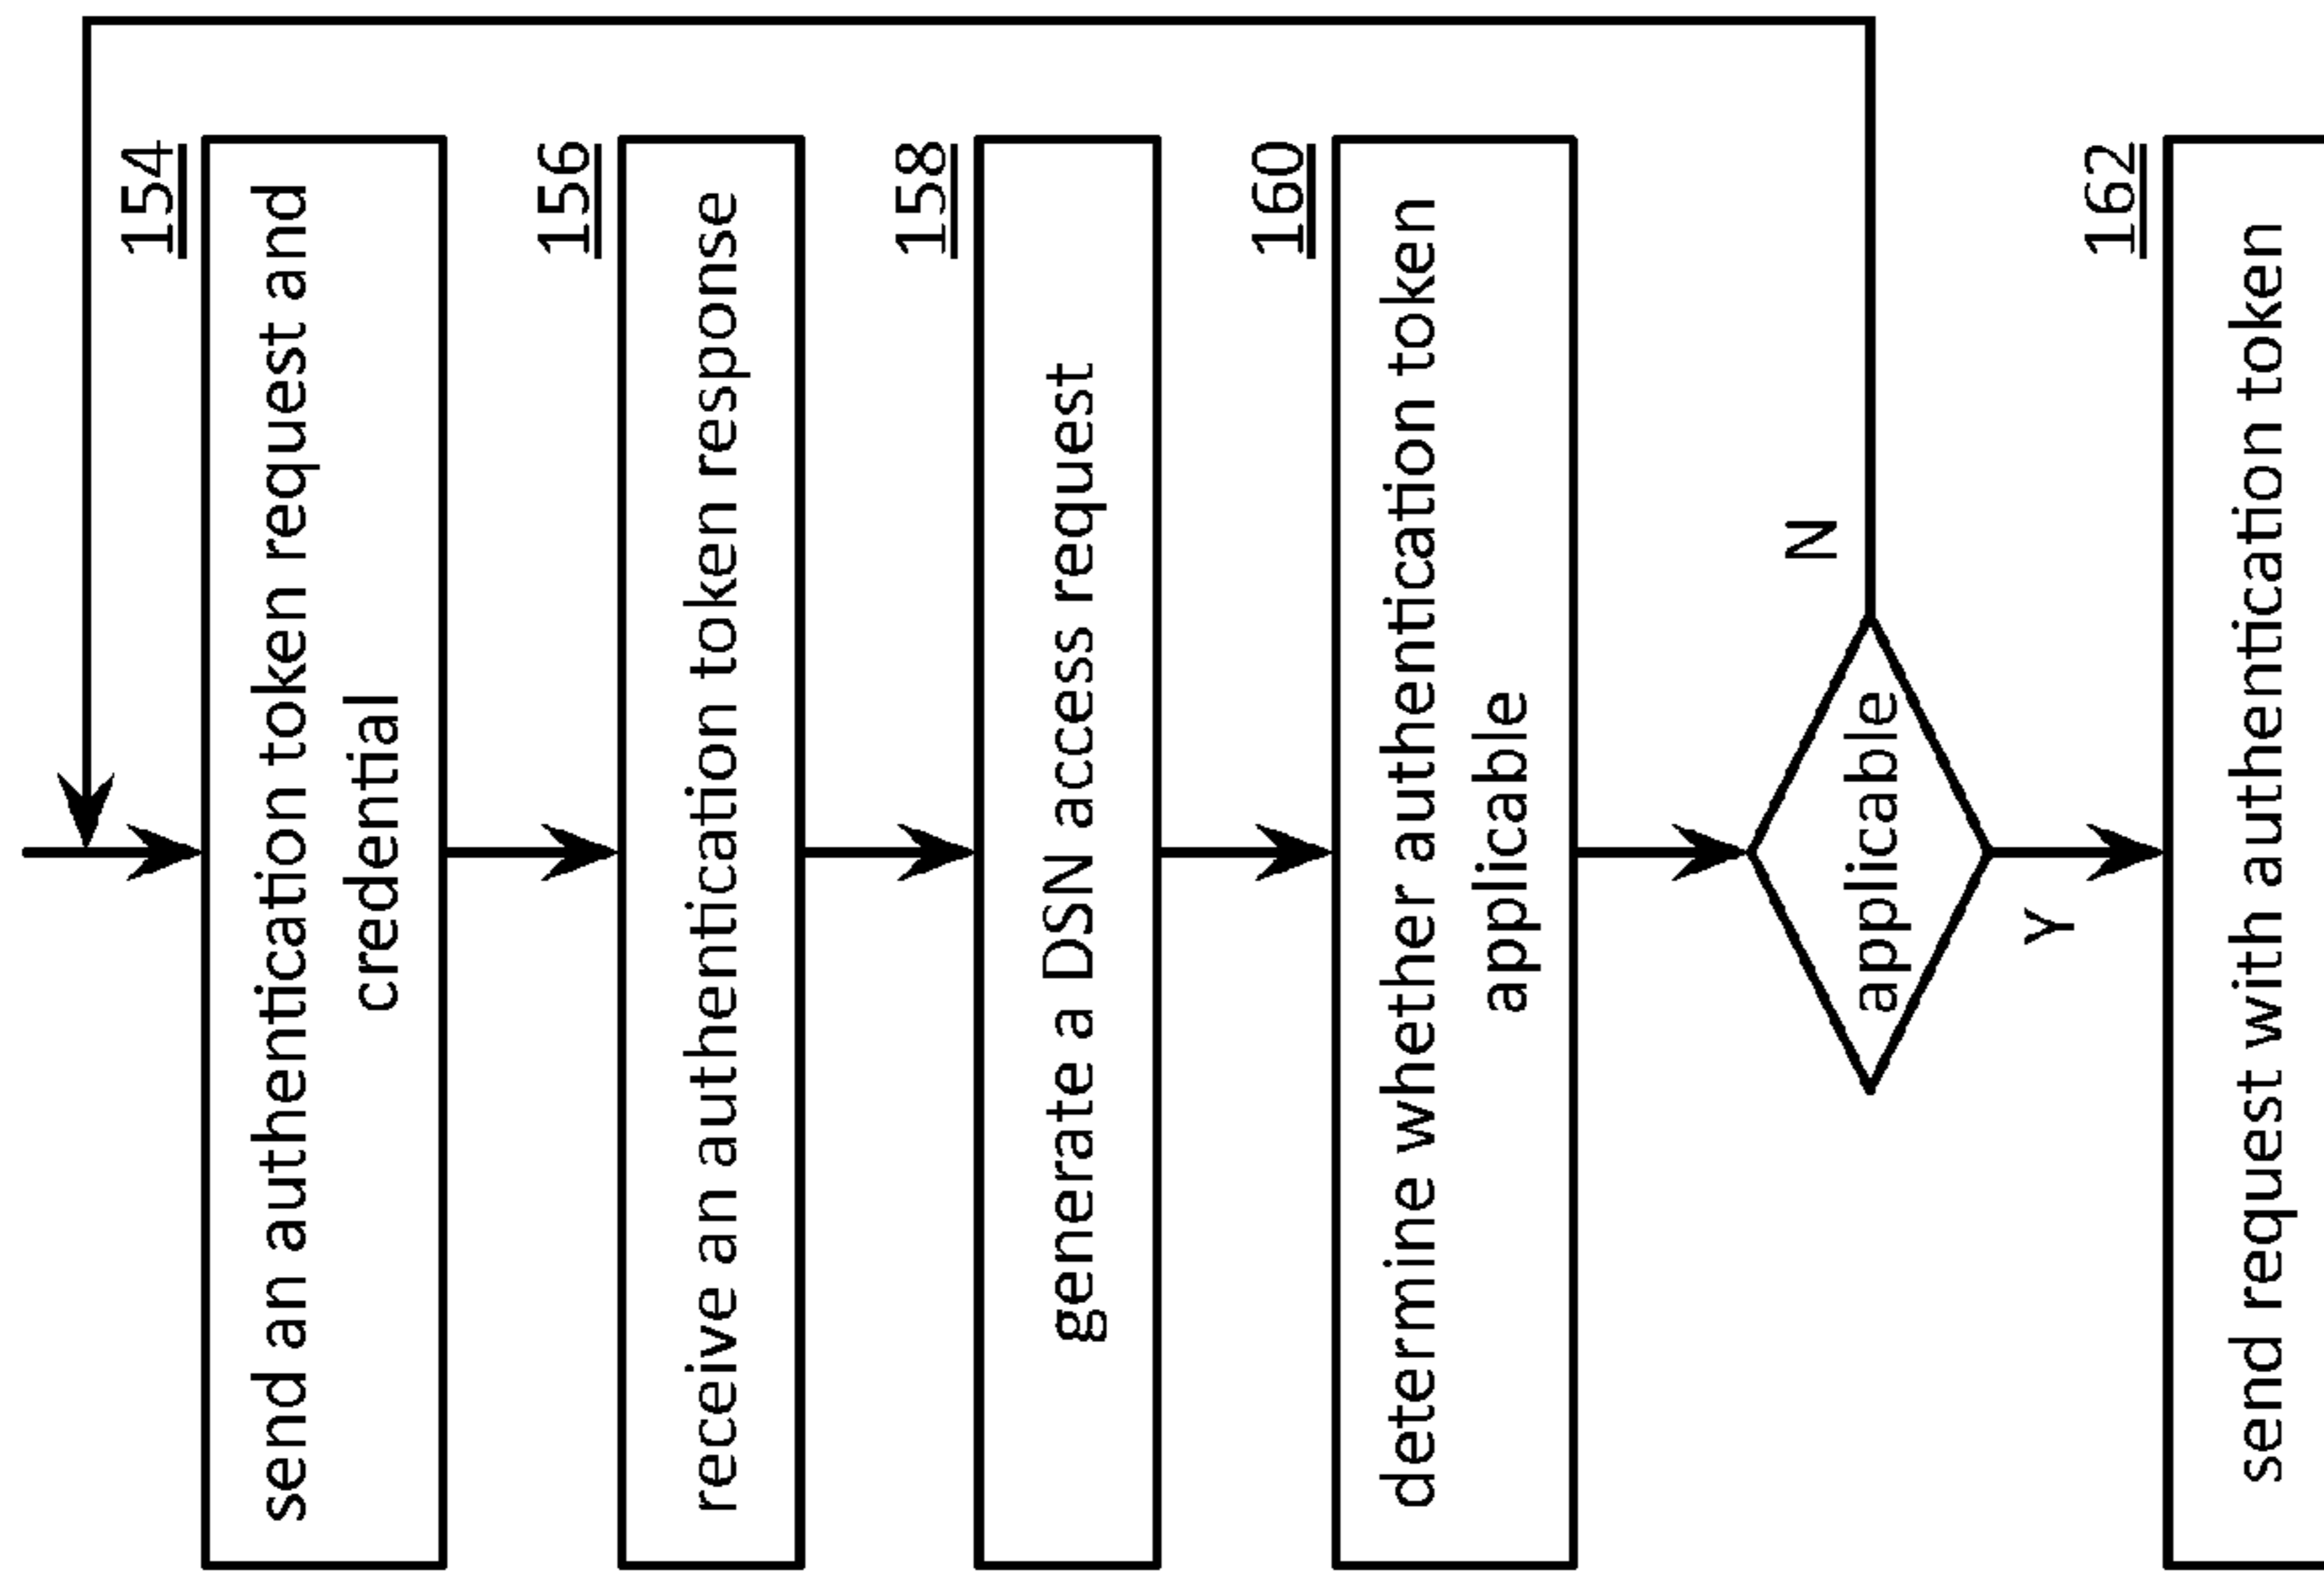 154
send an authentication token request and
credential
156
receive an authentication token response
158
generate a DSN access request
160
determine whether authentication token
applicable
applicable
N
Y
162
send request with authentication token